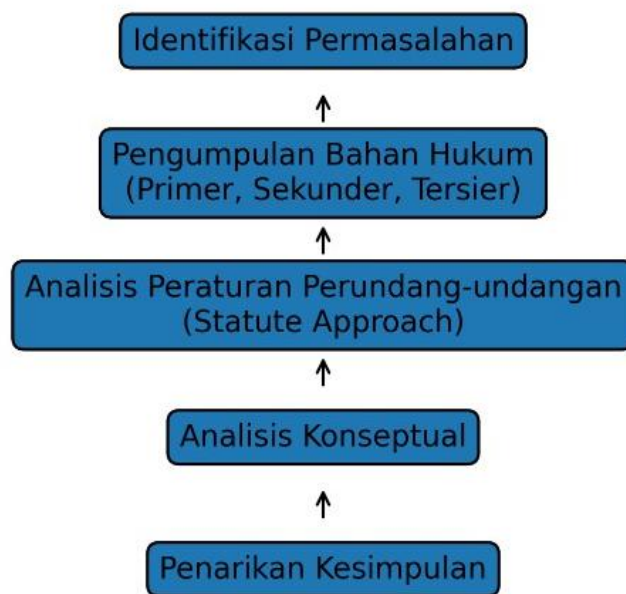 Identifikasi Permasalahan
Pengumpulan Bahan Hukum
(Primer, Sekunder, Tersier)
Analisis Peraturan Perundang-undangan
(Statute Approach)
Analisis Konseptual
Penarikan Kesimpulan